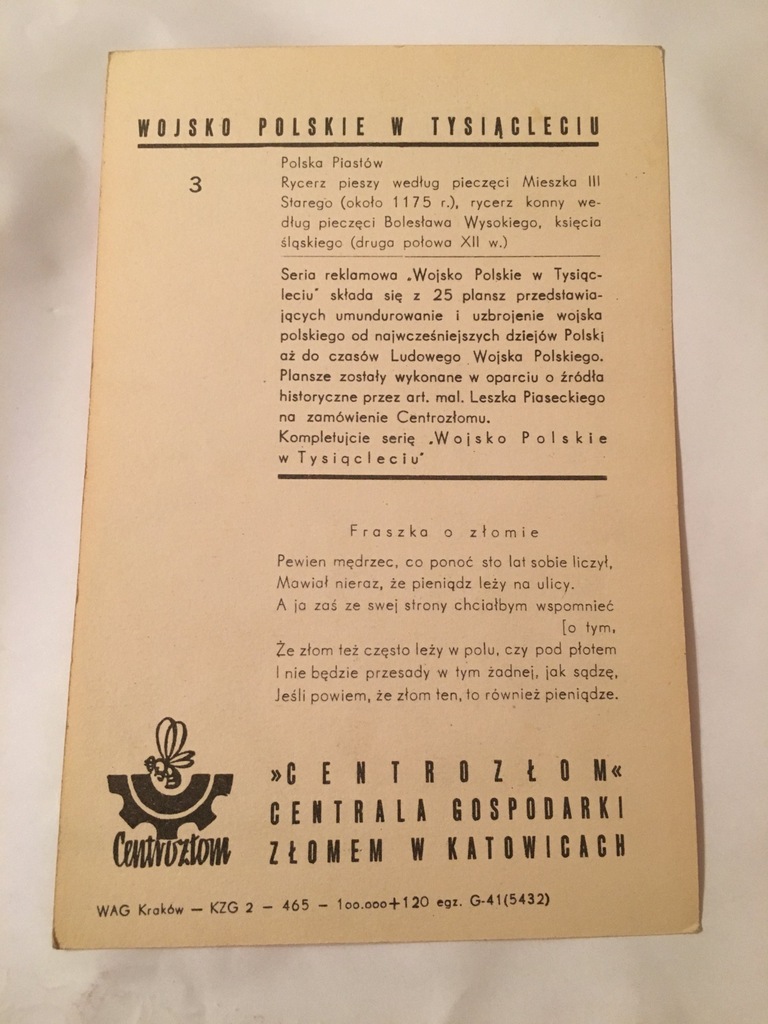 WOJSKO POLSKIE W TYSIĄCLECIU
3
Polska Piastów
Rycerz pieszy według pieczęci Mieszka III
Starego (około 1175 r.), rycerz konny we-
dług pieczęci Bolesława Wysokiego, księcia
śląskiego (druga połowa XII w.)
Seria reklamowa „Wojsko Polskie w Tysiąc-
leciu" składa się z 25 plansz przedstawia-
jących umundurowanie i uzbrojenie wojska
polskiego od najwcześniejszych dziejów Polski
aż do czasów Ludowego Wojska Polskiego.
Plansze zostały wykonane w oparciu o źródła
historyczne przez art. mal. Leszka Piaseckiego
na zamówienie Centrozłomu.
Kompletujcie serię „Wojsko Polskie
w Tysiącleciu"
Fraszka o złomie
Pewien mędrzec, co ponoć sto lat sobie liczył,
Mawiał nieraz, że pieniądz leży na ulicy.
A ja zaś ze swej strony chciałbym wspomnieć
[o tym,
Że złom też często leży w polu, czy pod płotem
I nie będzie przesady w tym żadnej, jak sądzę,
Jeśli powiem, że złom ten, to również pieniądze.
»CENTROZŁOM«
CENTRALA GOSPODARKI
ZŁOMEM W KATOWICACH
Centrozłom
WAG Kraków — KZG 2 — 465 — 100.000+120 egz. G-41(5432)